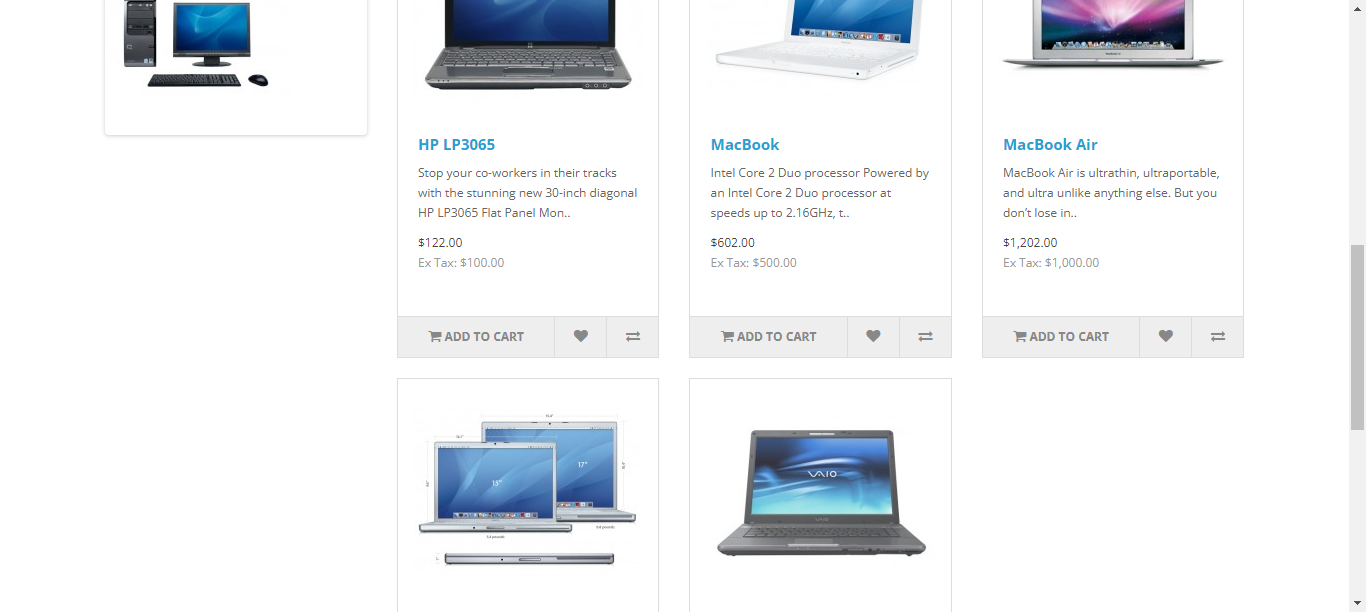 HP LP3065
Stop your co-workers in their tracks
with the stunning new 30-inch diagonal
HP LP3065 Flat Panel Mon..
$122.00
Ex Tax: $100.00
ADD TO CART
MacBook
Intel Core 2 Duo processor Powered by
an Intel Core 2 Duo processor at
speeds up to 2.16GHz, t..
$602.00
Ex Tax: $500.00
ADD TO CART
MacBook Air
MacBook Air is ultrathin, ultraportable,
and ultra unlike anything else. But you
don’t lose in..
$1,202.00
Ex Tax: $1,000.00
ADD TO CART
15"
17"
VAIO
VAIO